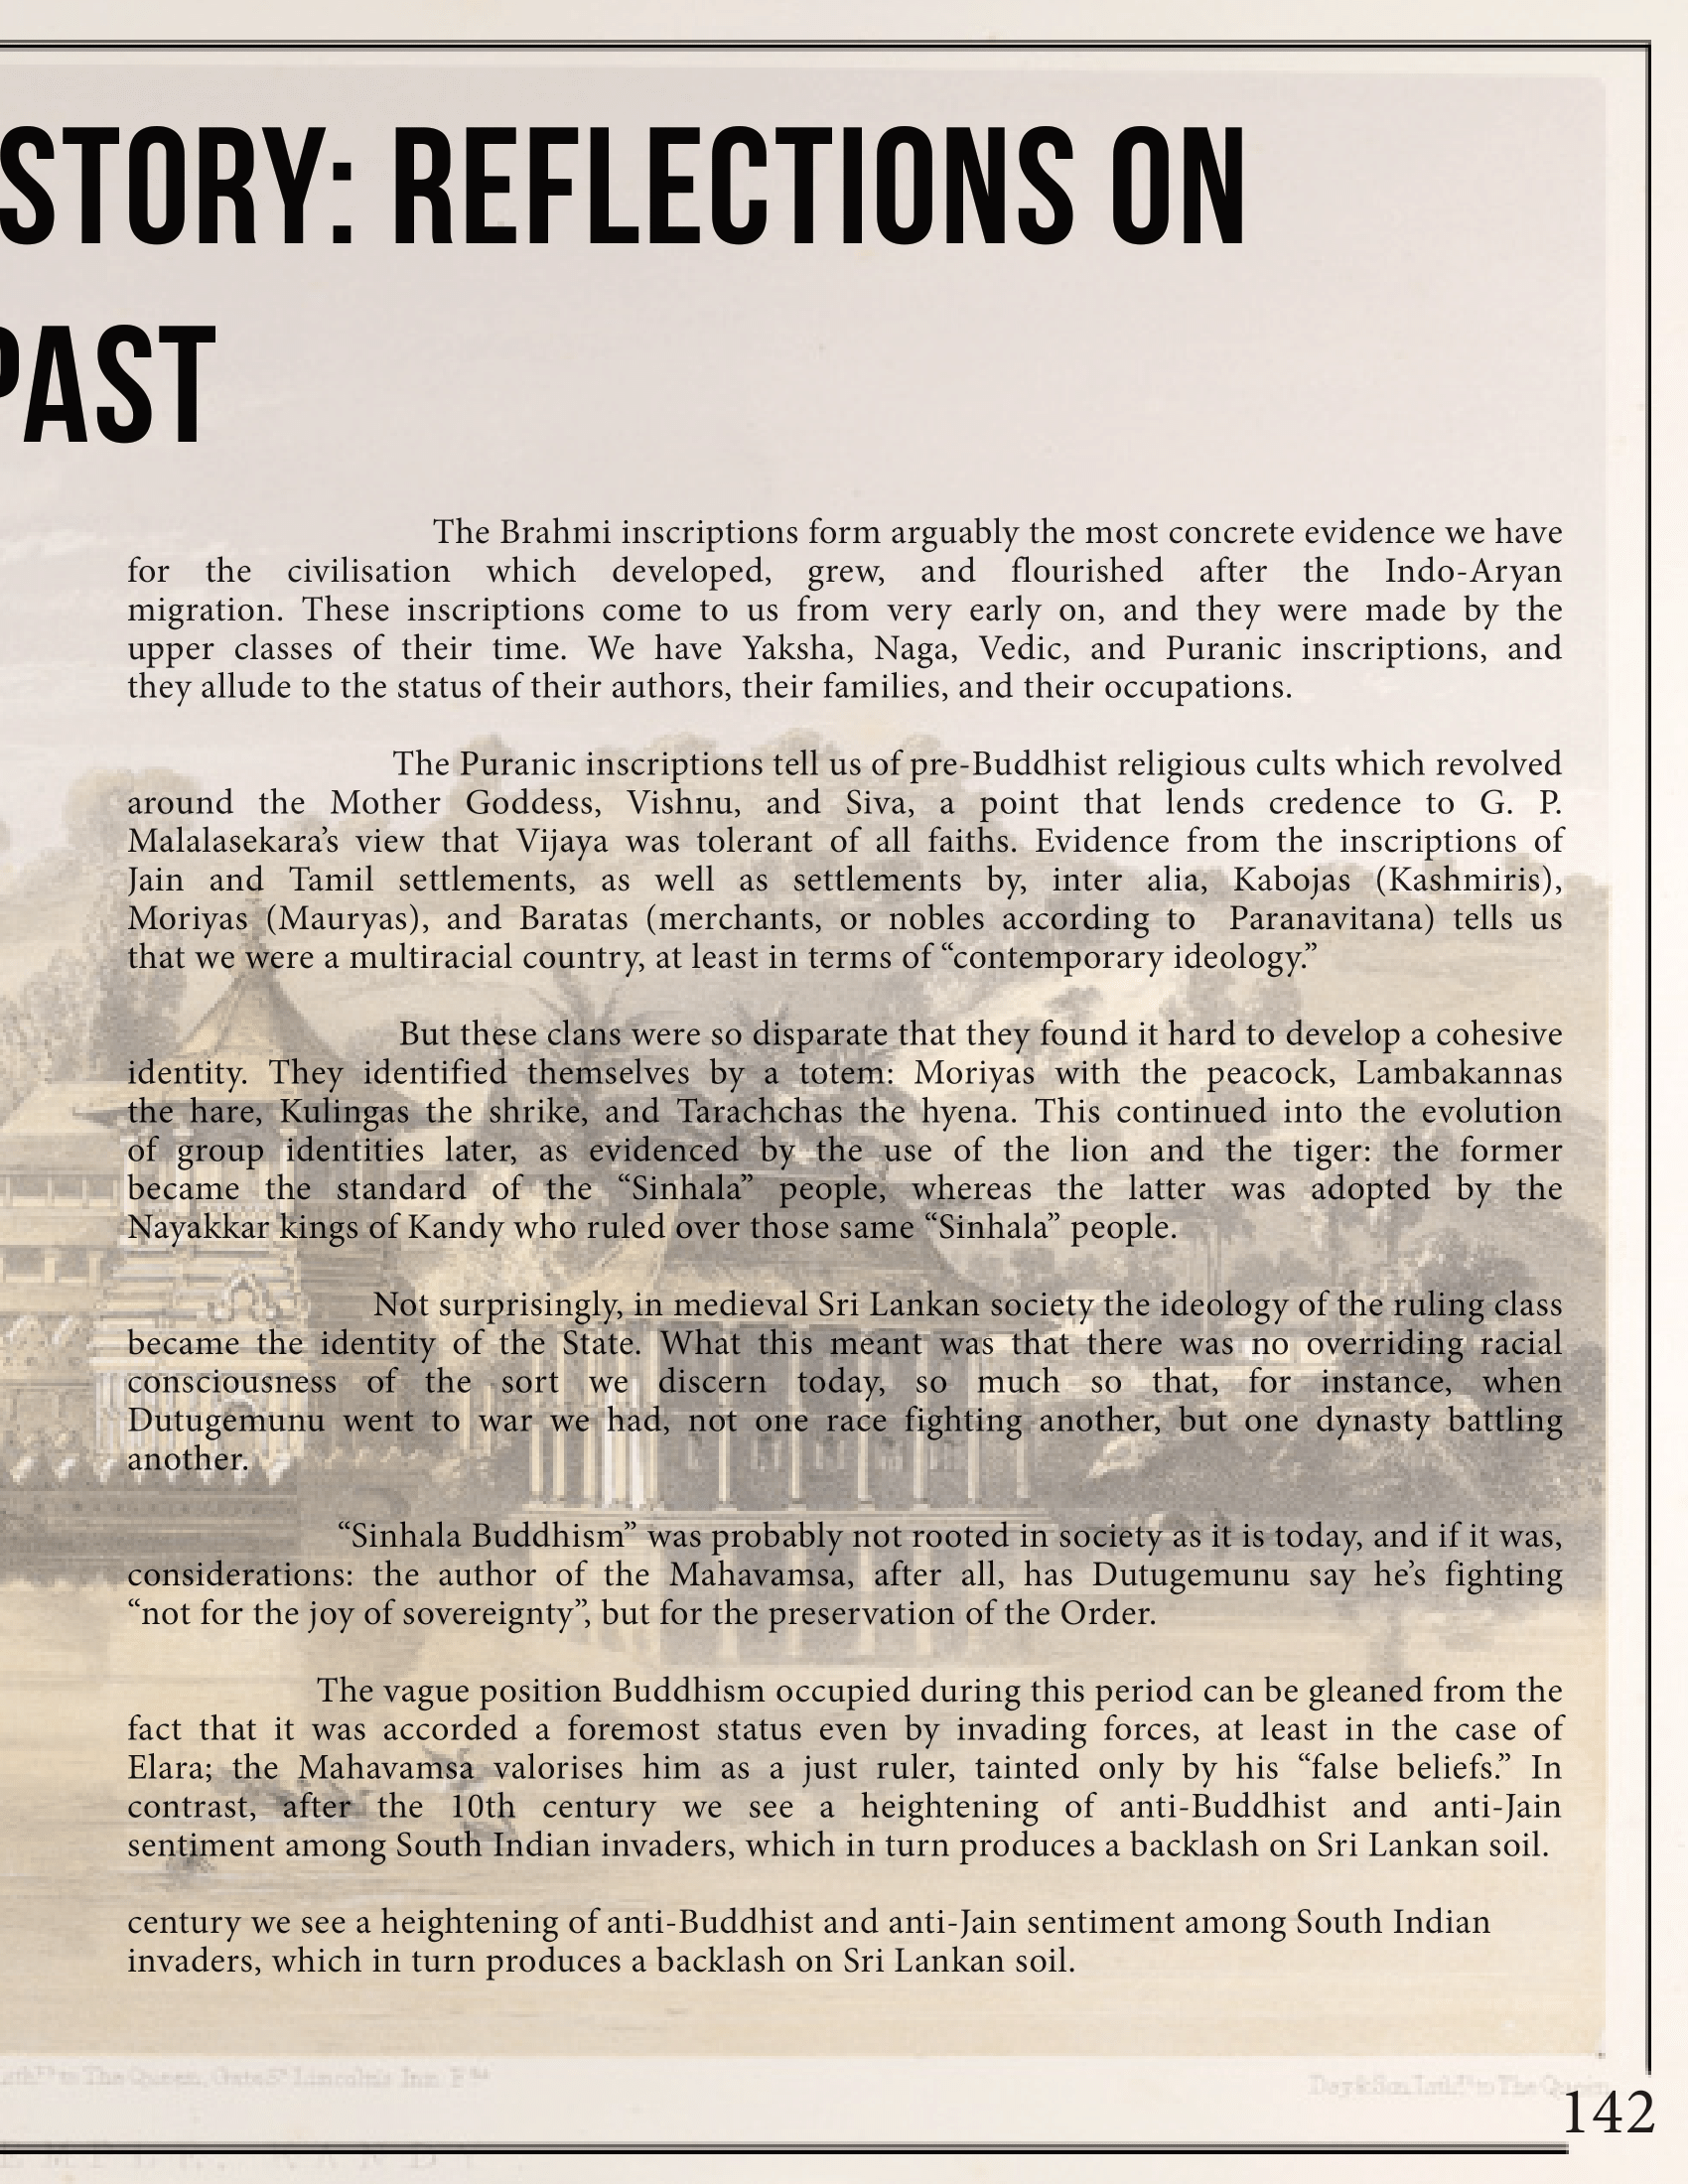 STORY: REFLECTIONS ON
PAST
The Brahmi inscriptions form arguably the most concrete evidence we have
for the civilisation which developed, grew, and flourished after the Indo-Aryan
migration. These inscriptions come to us from very early on, and they were made by the
upper classes of their time. We have Yaksha, Naga, Vedic, and Puranic inscriptions, and
they allude to the status of their authors, their families, and their occupations.
The Puranic inscriptions tell us of pre-Buddhist religious cults which revolved
around the Mother Goddess, Vishnu, and Siva, a point that lends credence to G. P.
Malalasekara’s view that Vijaya was tolerant of all faiths. Evidence from the inscriptions of
Jain and Tamil settlements, as well as settlements by, inter alia, Kabojas (Kashmiris),
Moriyas (Mauryas), and Baratas (merchants, or nobles according to Paranavitana) tells us
that we were a multiracial country, at least in terms of “contemporary ideology.”
But these clans were so disparate that they found it hard to develop a cohesive
identity. They identified themselves by a totem: Moriyas with the peacock, Lambakannas
the hare, Kulingas the shrike, and Tarachchas the hyena. This continued into the evolution
of group identities later, as evidenced by the use of the lion and the tiger: the former
became the standard of the “Sinhala” people, whereas the latter was adopted by the
Nayakkar kings of Kandy who ruled over those same “Sinhala” people.
Not surprisingly, in medieval Sri Lankan society the ideology of the ruling class
became the identity of the State. What this meant was that there was no overriding racial
consciousness of the sort we discern today, so much so that, for instance, when
Dutugemunu went to war we had, not one race fighting another, but one dynasty battling
another.
“Sinhala Buddhism” was probably not rooted in society as it is today, and if it was,
considerations: the author of the Mahavamsa, after all, has Dutugemunu say he’s fighting
“not for the joy of sovereignty”, but for the preservation of the Order.
The vague position Buddhism occupied during this period can be gleaned from the
fact that it was accorded a foremost status even by invading forces, at least in the case of
Elara; the Mahavamsa valorises him as a just ruler, tainted only by his “false beliefs.” In
contrast, after the 10th century we see a heightening of anti-Buddhist and anti-Jain
sentiment among South Indian invaders, which in turn produces a backlash on Sri Lankan soil.
century we see a heightening of anti-Buddhist and anti-Jain sentiment among South Indian
invaders, which in turn produces a backlash on Sri Lankan soil.
to The Queen, Gate St Lincoln's Inn
Day & Son Lith. to The Queen
142